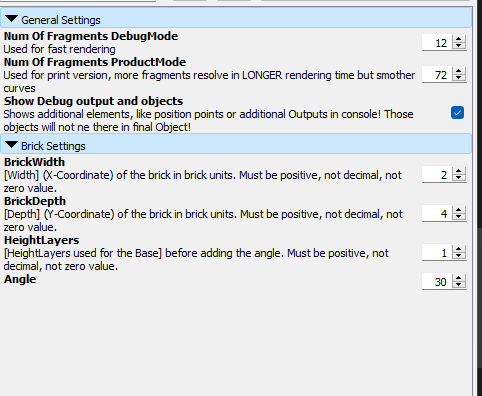 General Settings
Num Of Fragments DebugMode
Used for fast rendering
12
Num Of Fragments ProductMode
Used for print version, more fragments resolve in LONGER rendering time but smother
curves
72
Show Debug output and objects
Shows additional elements, like position points or additional Outputs in console! Those
objects will not ne there in final Object!
Brick Settings
BrickWidth
[Width] (X-Coordinate) of the brick in brick units. Must be positive, not decimal, not
zero value.
2
BrickDepth
[Depth] (Y-Coordinate) of the brick in brick units. Must be positive, not decimal, not
zero value.
4
HeightLayers
[HeightLayers used for the Base] before adding the angle. Must be positive, not
decimal, not zero value.
1
Angle
30